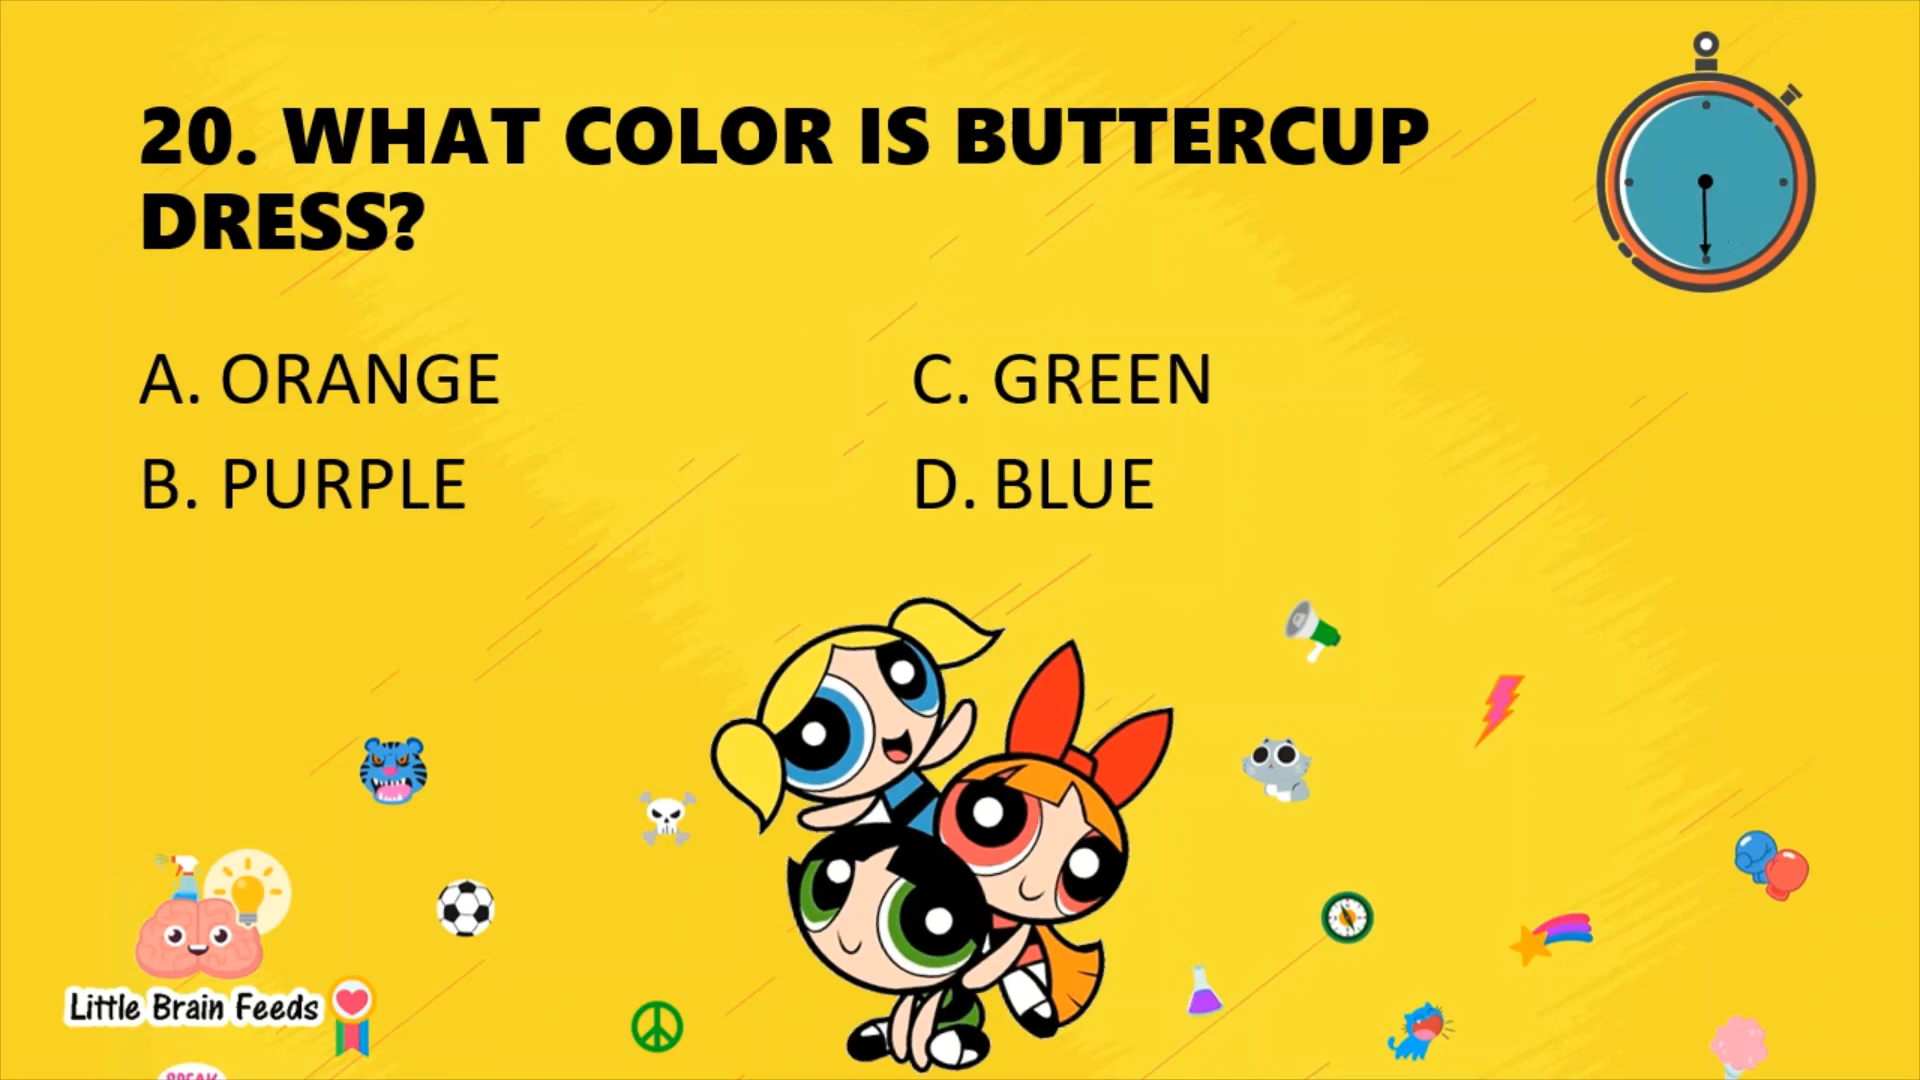 20. WHAT COLOR IS BUTTERCUP
DRESS?
A. ORANGE
B. PURPLE
C. GREEN
D. BLUE
Little Brain Feeds